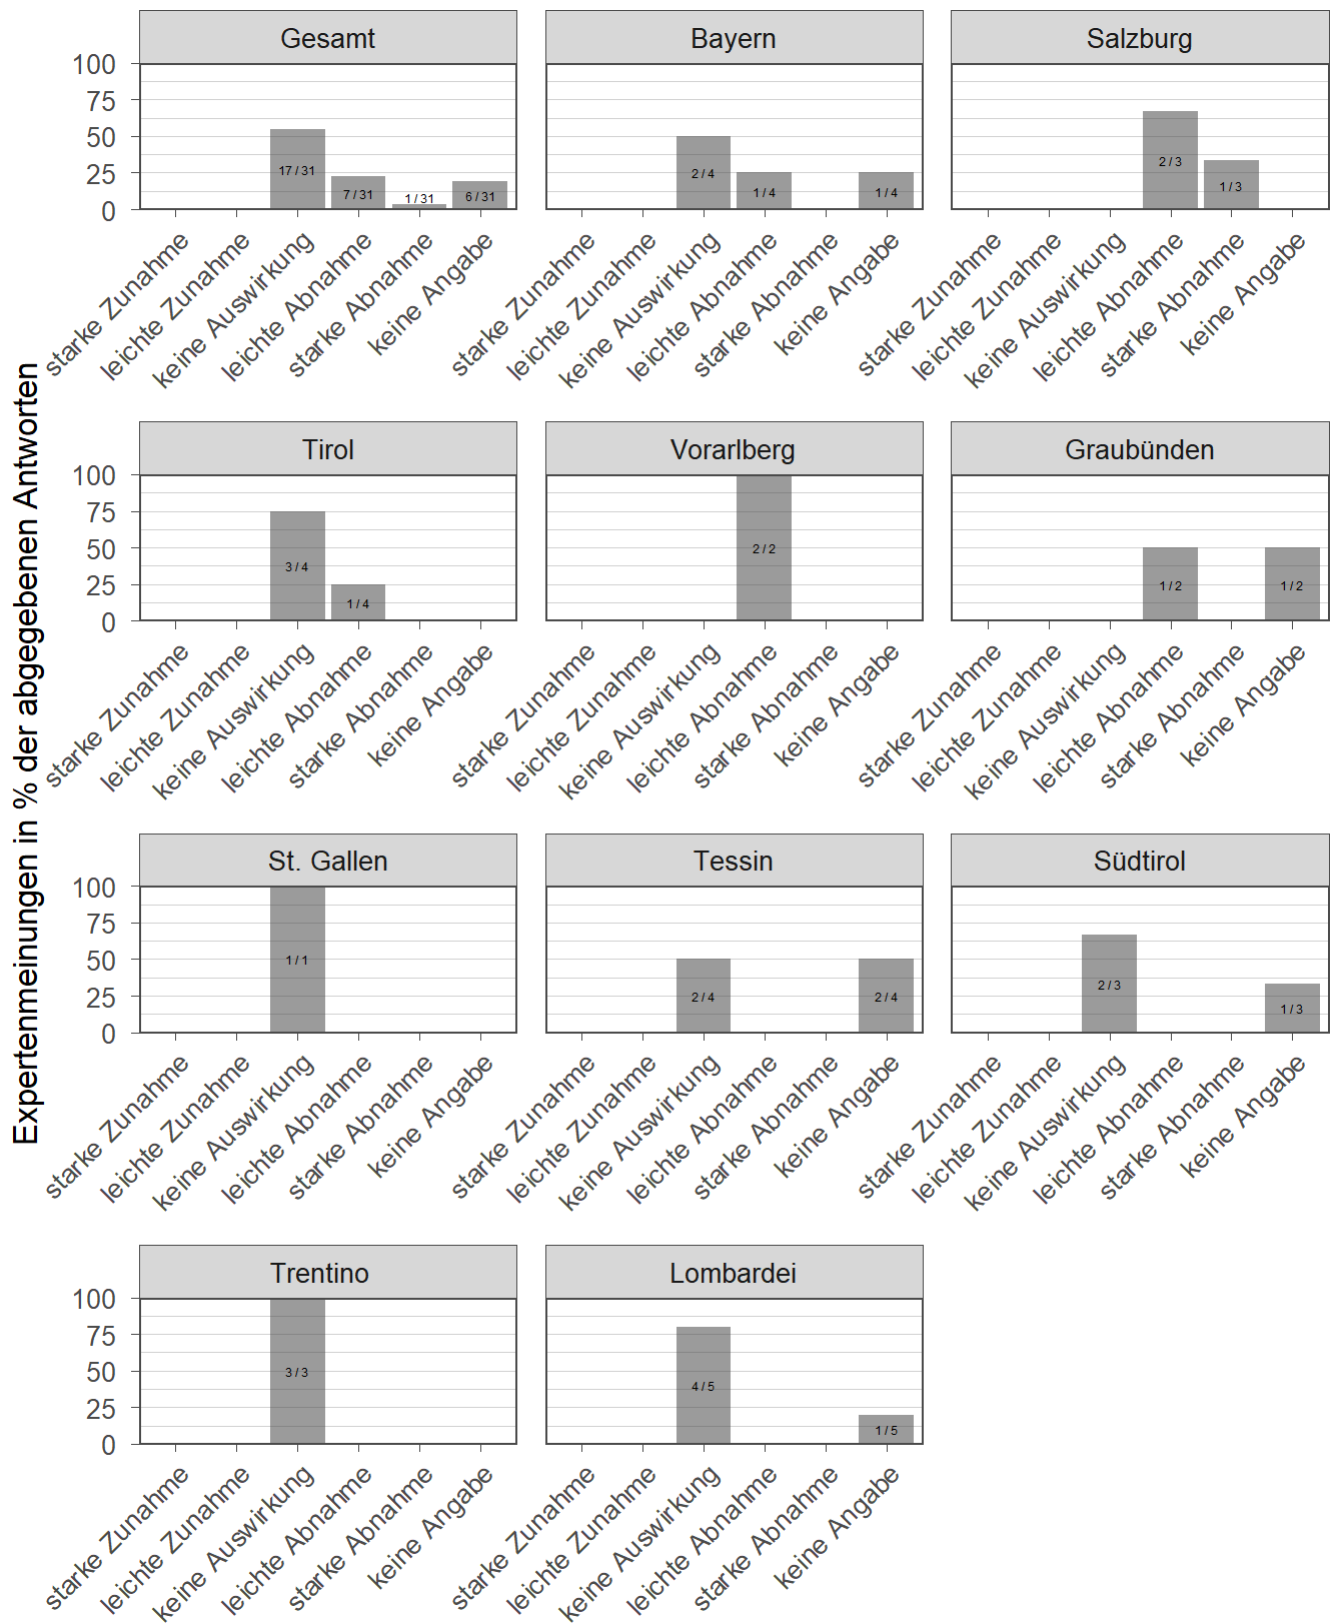 Expertenmeinungen in % der abgegebenen Antworten
Gesamt
100
75
50
25
0
17 / 31
7 / 31
1 / 31
6 / 31
starke Zunahme
leichte Zunahme
keine Auswirkung
leichte Abnahme
starke Abnahme
keine Angabe
Bayern
2 / 4
1 / 4
1 / 4
starke Zunahme
leichte Zunahme
keine Auswirkung
leichte Abnahme
starke Abnahme
keine Angabe
Salzburg
2 / 3
1 / 3
starke Zunahme
leichte Zunahme
keine Auswirkung
leichte Abnahme
starke Abnahme
keine Angabe
Tirol
100
75
50
25
0
3 / 4
1 / 4
starke Zunahme
leichte Zunahme
keine Auswirkung
leichte Abnahme
starke Abnahme
keine Angabe
Vorarlberg
2 / 2
starke Zunahme
leichte Zunahme
keine Auswirkung
leichte Abnahme
starke Abnahme
keine Angabe
Graubünden
1 / 2
1 / 2
starke Zunahme
leichte Zunahme
keine Auswirkung
leichte Abnahme
starke Abnahme
keine Angabe
St. Gallen
100
75
50
25
0
1 / 1
starke Zunahme
leichte Zunahme
keine Auswirkung
leichte Abnahme
starke Abnahme
keine Angabe
Tessin
2 / 4
2 / 4
starke Zunahme
leichte Zunahme
keine Auswirkung
leichte Abnahme
starke Abnahme
keine Angabe
Südtirol
2 / 3
1 / 3
starke Zunahme
leichte Zunahme
keine Auswirkung
leichte Abnahme
starke Abnahme
keine Angabe
Trentino
100
75
50
25
0
3 / 3
starke Zunahme
leichte Zunahme
keine Auswirkung
leichte Abnahme
starke Abnahme
keine Angabe
Lombardei
4 / 5
1 / 5
starke Zunahme
leichte Zunahme
keine Auswirkung
leichte Abnahme
starke Abnahme
keine Angabe